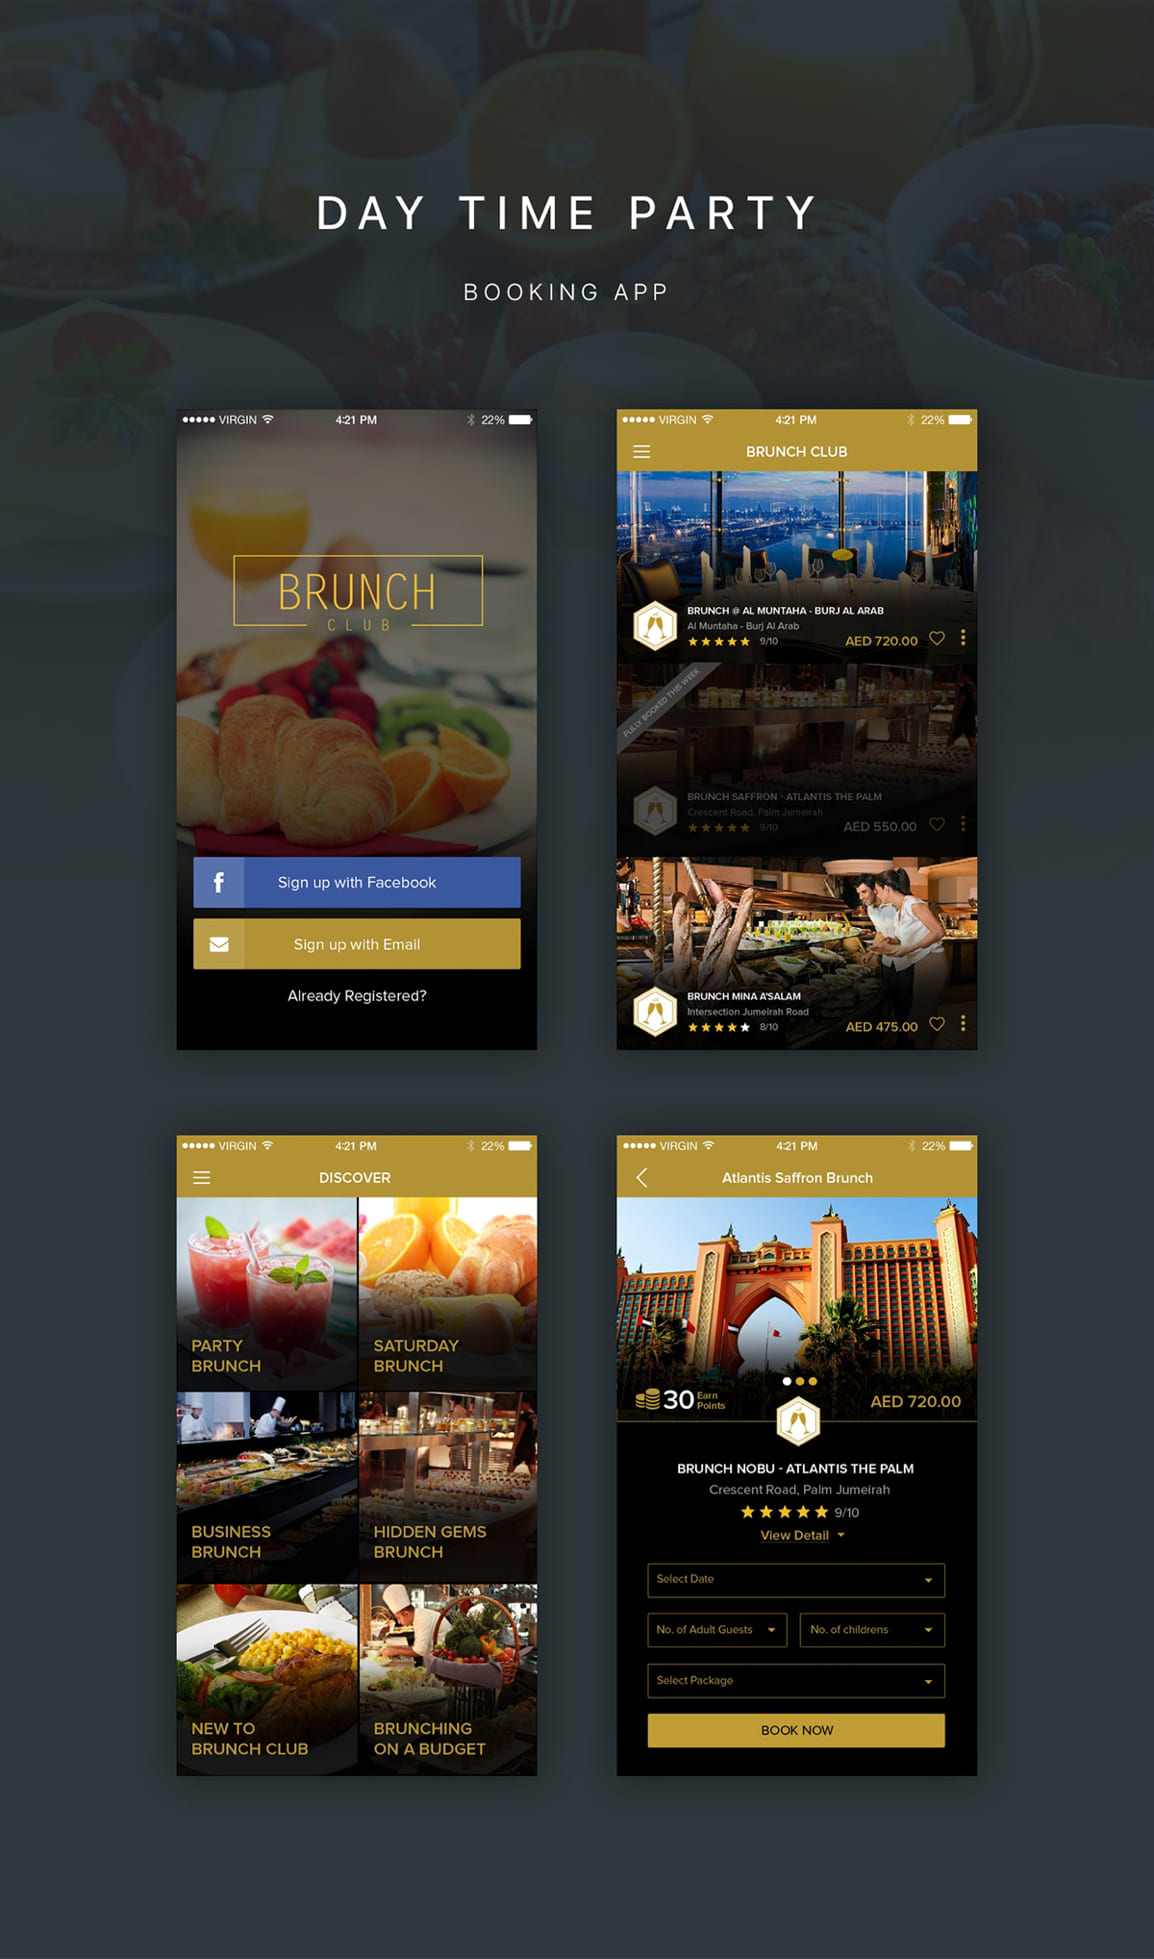 DAY TIME PARTY
BOOKING APP
VIRGIN 4:21 PM 22%
BRUNCH
CLUB
Sign up with Facebook
Sign up with Email
Already Registered?
VIRGIN 4:21 PM 22%
BRUNCH CLUB
BRUNCH @ AL MUNTAHA - BURJ AL ARAB
Al Muntaha - Burj Al Arab
9/10 AED 720.00
FULLY BOOKED THIS WEEK
BRUNCH SAFFRON - ATLANTIS THE PALM
Crescent Road, Palm Jumeirah
9/10 AED 550.00
BRUNCH MINA A'SALAM
Intersection Jumeirah Road
8/10 AED 475.00
VIRGIN 4:21 PM 22%
DISCOVER
PARTY
BRUNCH
SATURDAY
BRUNCH
BUSINESS
BRUNCH
HIDDEN GEMS
BRUNCH
NEW TO
BRUNCH CLUB
BRUNCHING
ON A BUDGET
VIRGIN 4:21 PM 22%
Atlantis Saffron Brunch
30 Earn
Points
AED 720.00
BRUNCH NOBU - ATLANTIS THE PALM
Crescent Road, Palm Jumeirah
9/10
View Detail
Select Date
No. of Adult Guests
No. of childrens
Select Package
BOOK NOW